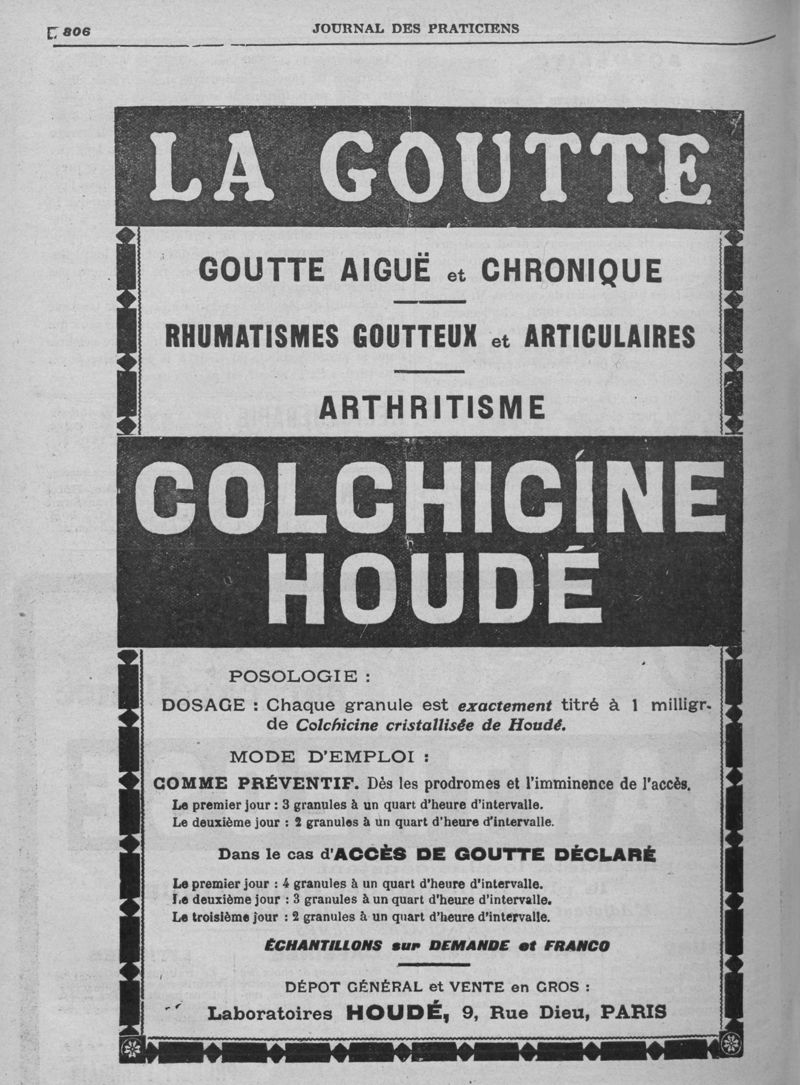 806
JOURNAL DES PRATICIENS
LA GOUTTE
GOUTTE AIGUË et CHRONIQUE
RHUMATISMES GOUTTEUX et ARTICULAIRES
ARTHRITISME
COLCHICINE
HOUDÉ
POSOLOGIE :
DOSAGE : Chaque granule est exactement titré à 1 milligr.
de Colchicine cristallisée de Houdé.
MODE D'EMPLOI :
COMME PRÉVENTIF. Dès les prodromes et l'imminence de l'accès.
Le premier jour : 3 granules à un quart d'heure d'intervalle.
Le deuxième jour : 2 granules à un quart d'heure d'intervalle.
Dans le cas d'ACCÈS DE GOUTTE DÉCLARÉ
Le premier jour : 4 granules à un quart d'heure d'intervalle.
Le deuxième jour : 3 granules à un quart d'heure d'intervalle.
Le troisième jour : 2 granules à un quart d'heure d'intervalle.
ÉCHANTILLONS sur DEMANDE et FRANCO
DÉPOT GÉNÉRAL et VENTE en GROS :
Laboratoires HOUDÉ, 9, Rue Dieu, PARIS